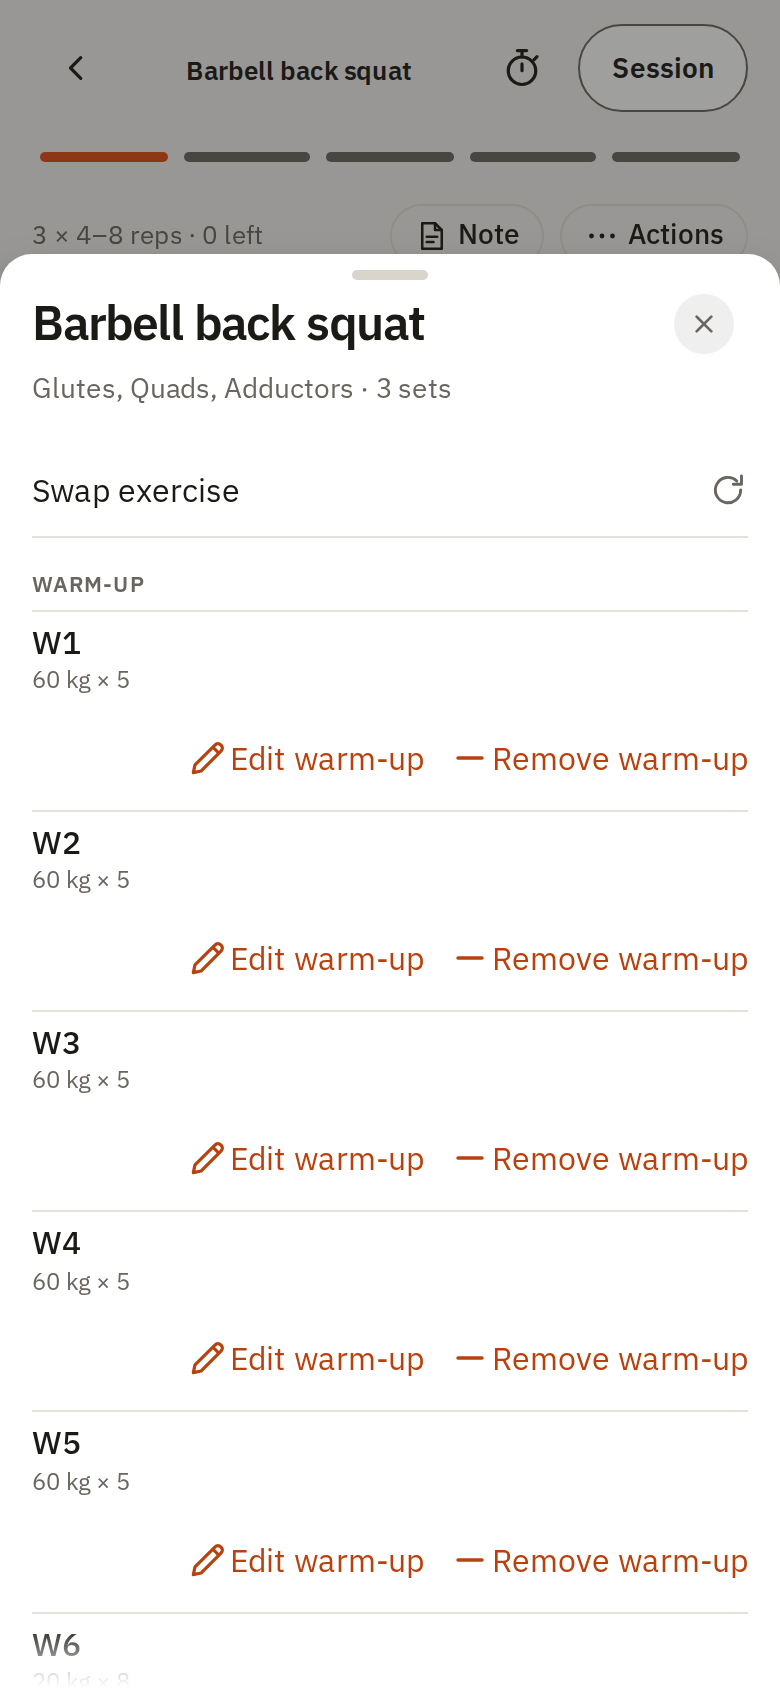 Barbell back squat
Session
3 × 4–8 reps · 0 left
Note
Actions
Barbell back squat
Glutes, Quads, Adductors · 3 sets
Swap exercise
WARM-UP
W1
60 kg × 5
Edit warm-up
Remove warm-up
W2
60 kg × 5
Edit warm-up
Remove warm-up
W3
60 kg × 5
Edit warm-up
Remove warm-up
W4
60 kg × 5
Edit warm-up
Remove warm-up
W5
60 kg × 5
Edit warm-up
Remove warm-up
W6
20 kg × 8